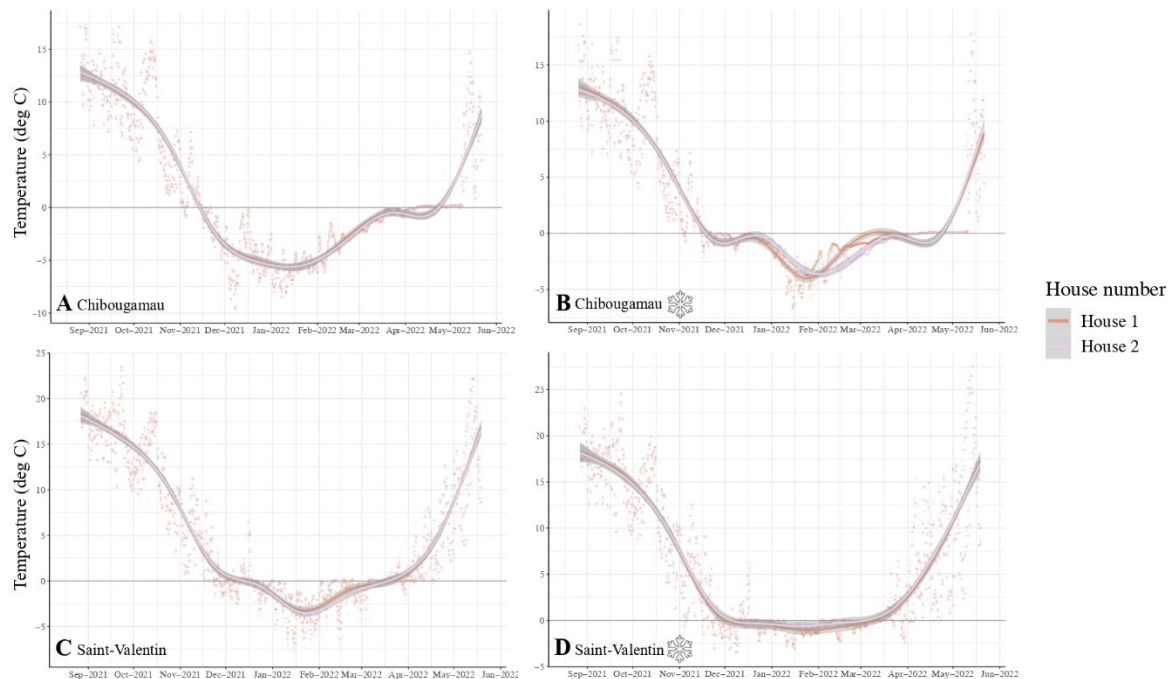 Temperature (deg C)
15
10
5
0
−5
−10
A Chibougamau
Sep−2021 Oct−2021 Nov−2021 Dec−2021 Jan−2022 Feb−2022 Mar−2022 Apr−2022 May−2022 Jun−2022
15
10
5
0
−5
B Chibougamau
Sep−2021 Oct−2021 Nov−2021 Dec−2021 Jan−2022 Feb−2022 Mar−2022 Apr−2022 May−2022 Jun−2022
House number
House 1
House 2
Temperature (deg C)
25
20
15
10
5
0
−5
C Saint-Valentin
Sep−2021 Oct−2021 Nov−2021 Dec−2021 Jan−2022 Feb−2022 Mar−2022 Apr−2022 May−2022 Jun−2022
25
20
15
10
5
0
−5
D Saint-Valentin
Sep−2021 Oct−2021 Nov−2021 Dec−2021 Jan−2022 Feb−2022 Mar−2022 Apr−2022 May−2022 Jun−2022